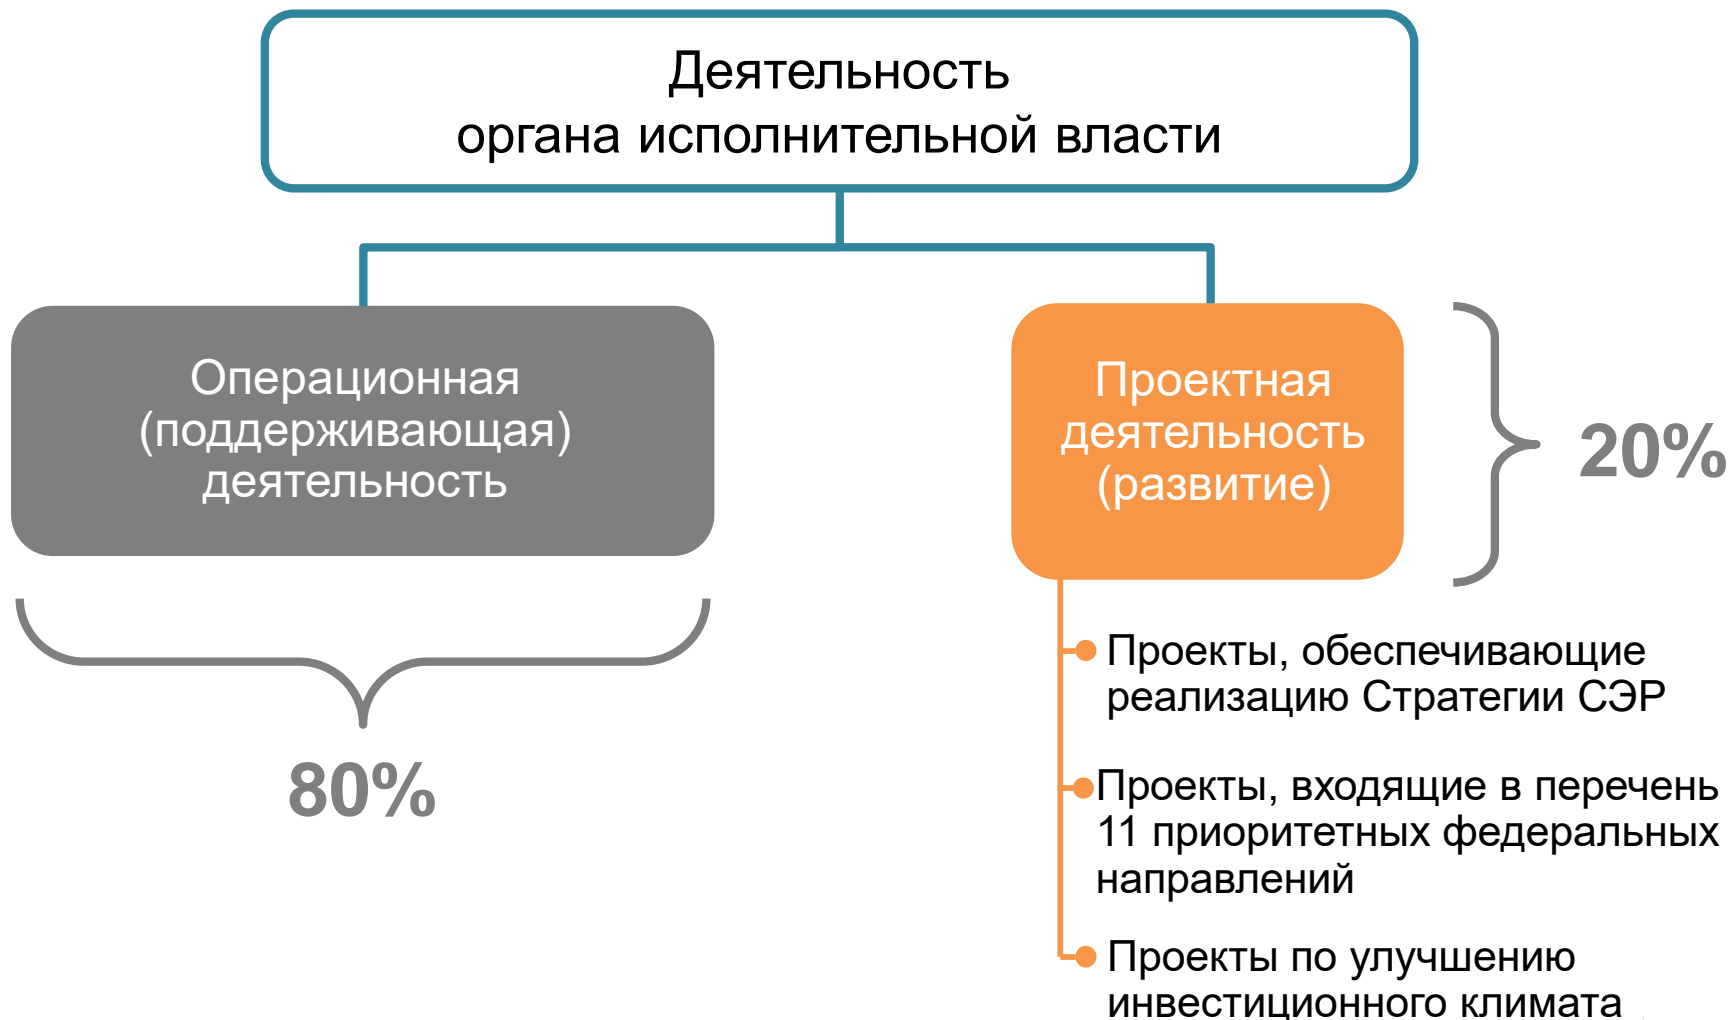 Деятельность
органа исполнительной власти
Операционная
(поддерживающая)
деятельность
Проектная
деятельность
(развитие)
20%
80%
Проекты, обеспечивающие
реализацию Стратегии СЭР
Проекты, входящие в перечень
11 приоритетных федеральных
направлений
Проекты по улучшению
инвестиционного климата